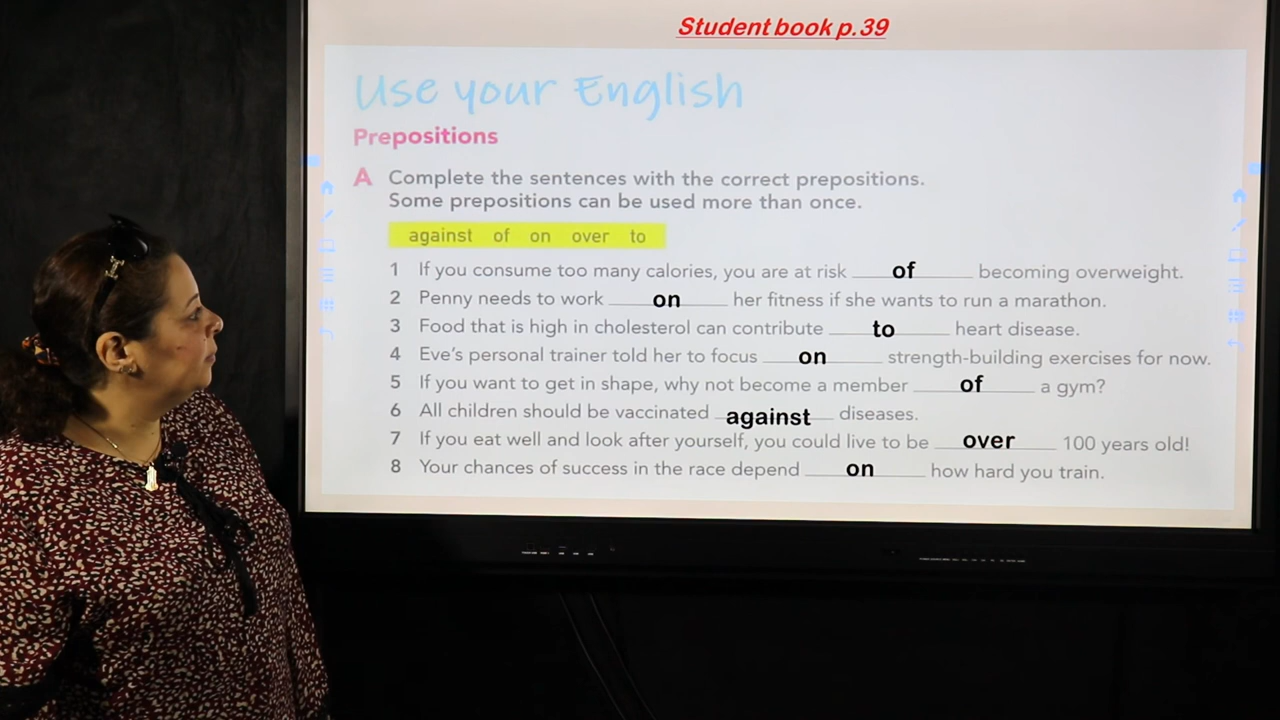 Student book p.39
Use your English
Prepositions
A Complete the sentences with the correct prepositions.
Some prepositions can be used more than once.
against of on over to
1 If you consume too many calories, you are at risk of becoming overweight.
2 Penny needs to work on her fitness if she wants to run a marathon.
3 Food that is high in cholesterol can contribute to heart disease.
4 Eve's personal trainer told her to focus on strength-building exercises for now.
5 If you want to get in shape, why not become a member of a gym?
6 All children should be vaccinated against diseases.
7 If you eat well and look after yourself, you could live to be over 100 years old!
8 Your chances of success in the race depend on how hard you train.